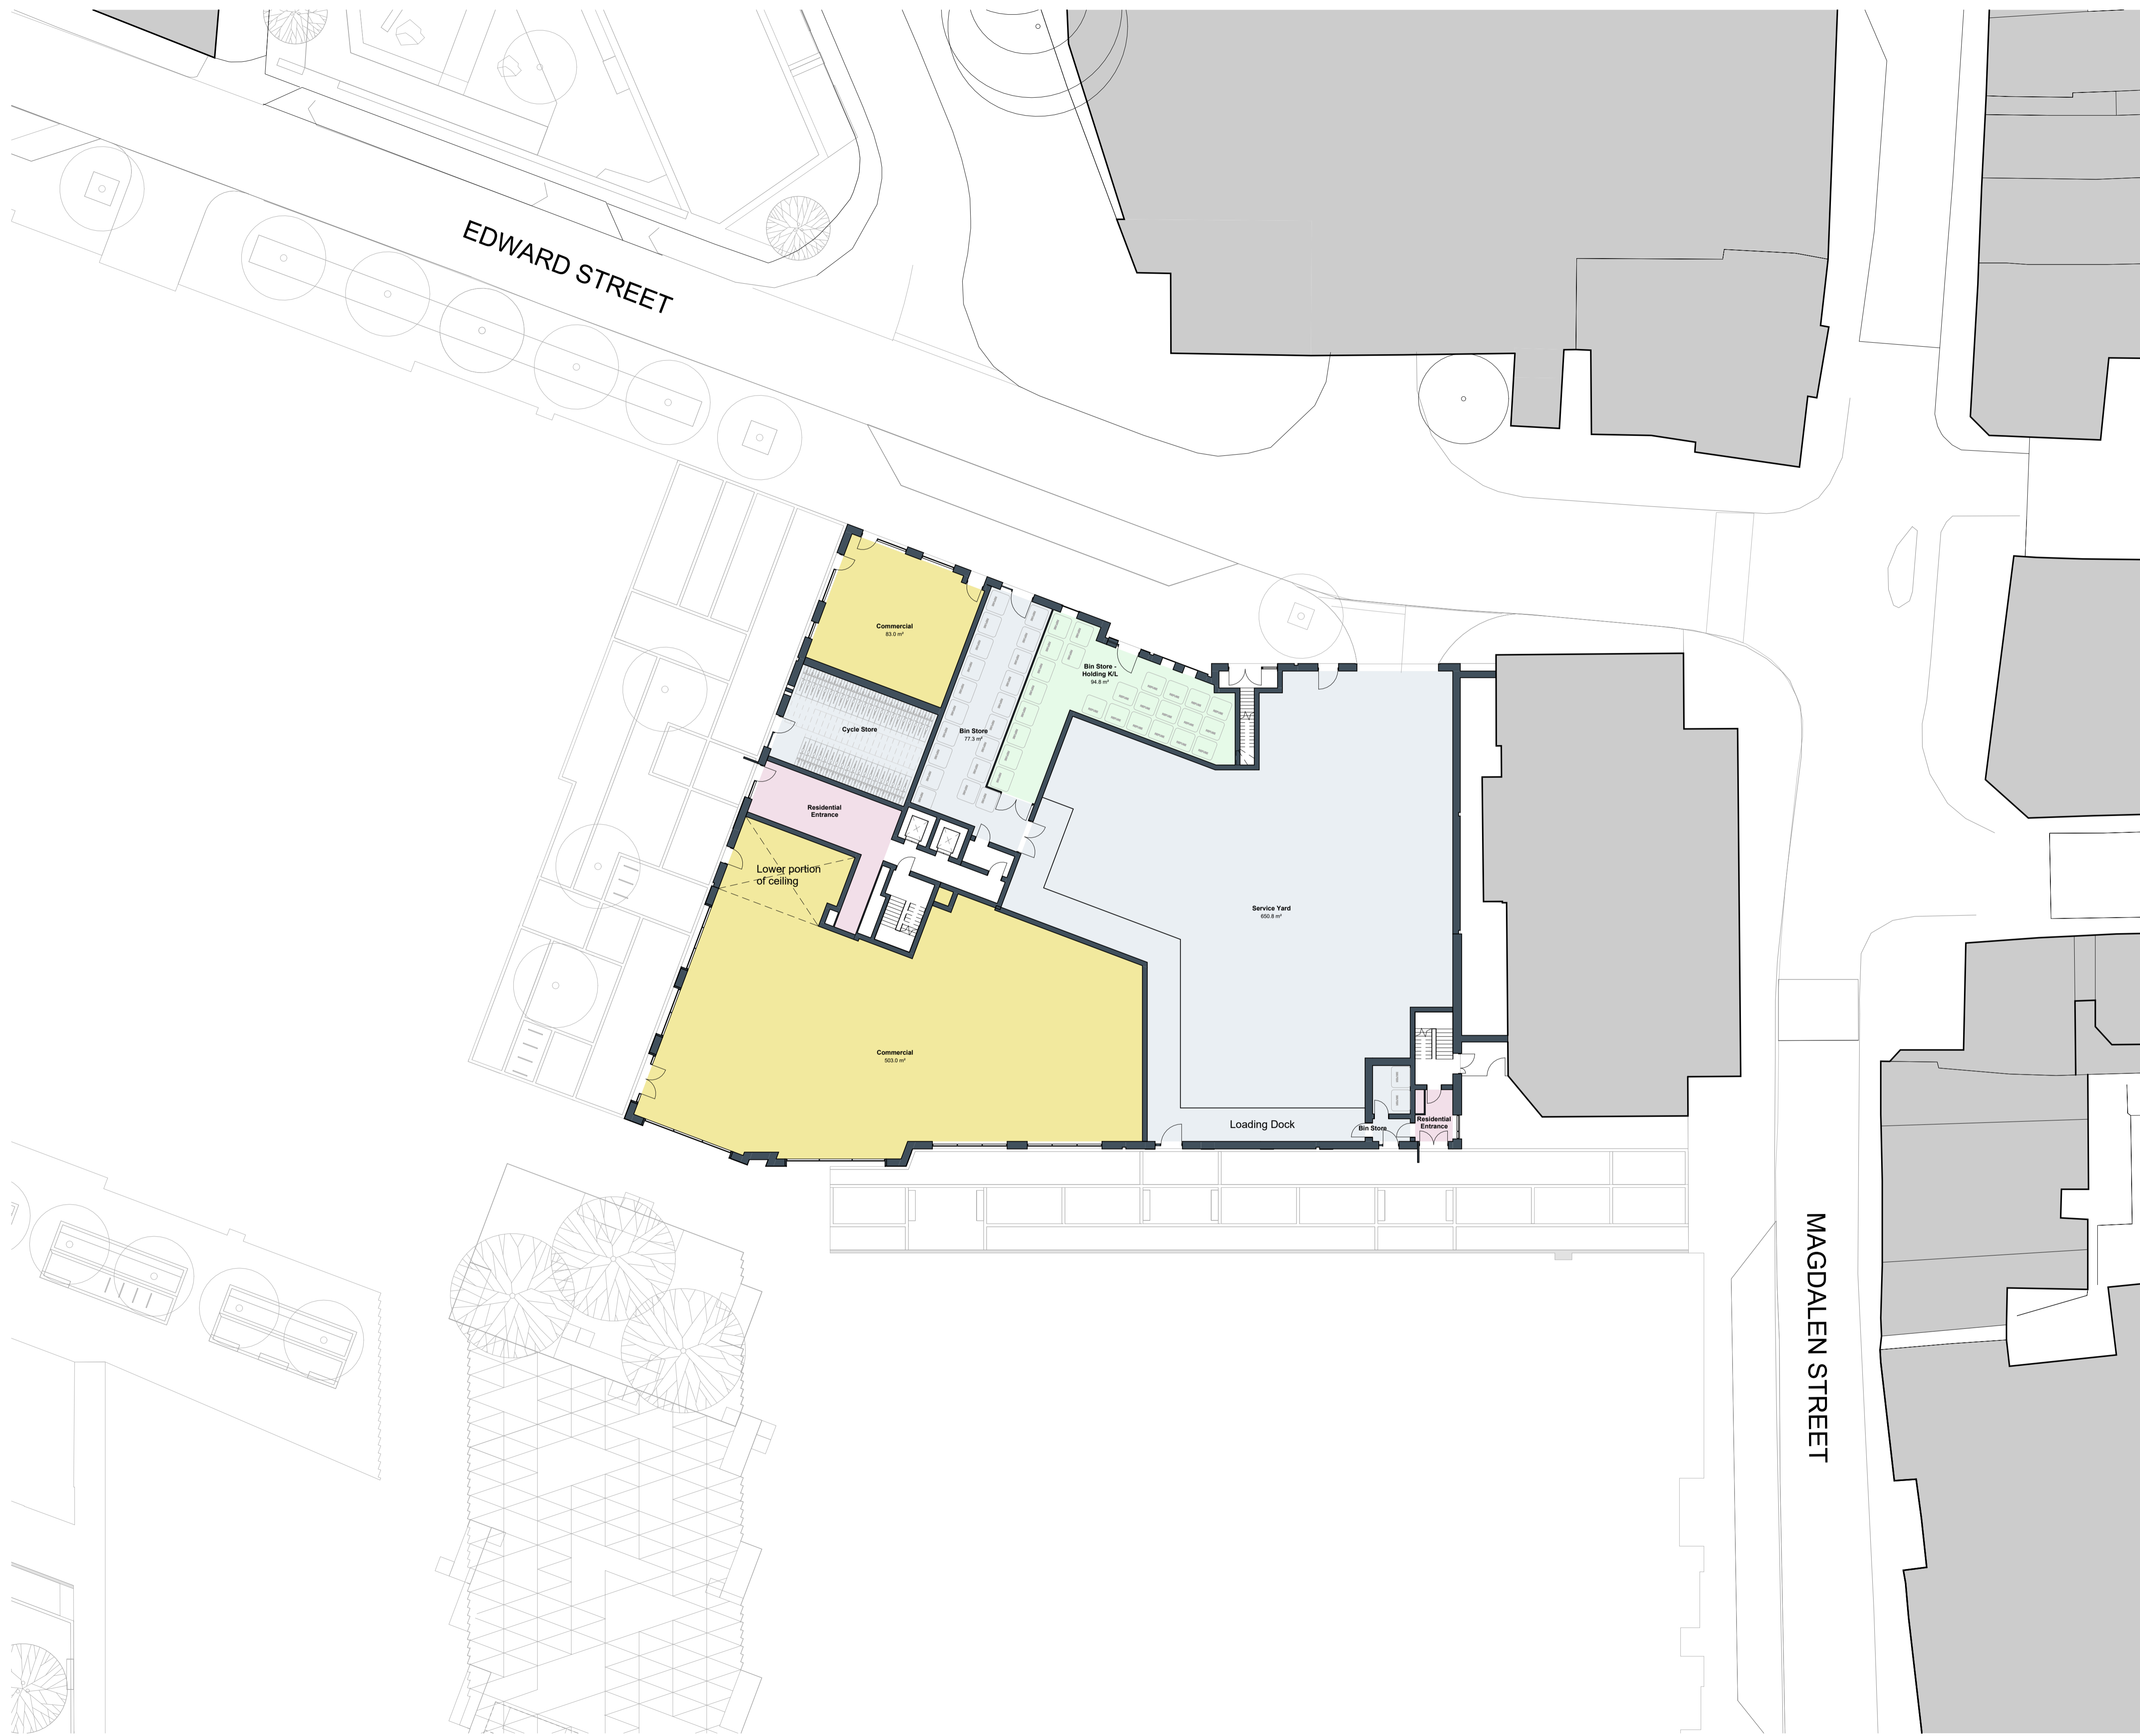 EDWARD STREET
Commercial
83.0 m²
Bin Store -
Holding K/L
94.8 m²
Cycle Store
Bin Store
77.3 m²
Residential
Entrance
Lower portion
of ceiling
Service Yard
650.8 m²
Commercial
503.0 m²
Loading Dock
Bin Store
Residential
Entrance
MAGDALEN STREET